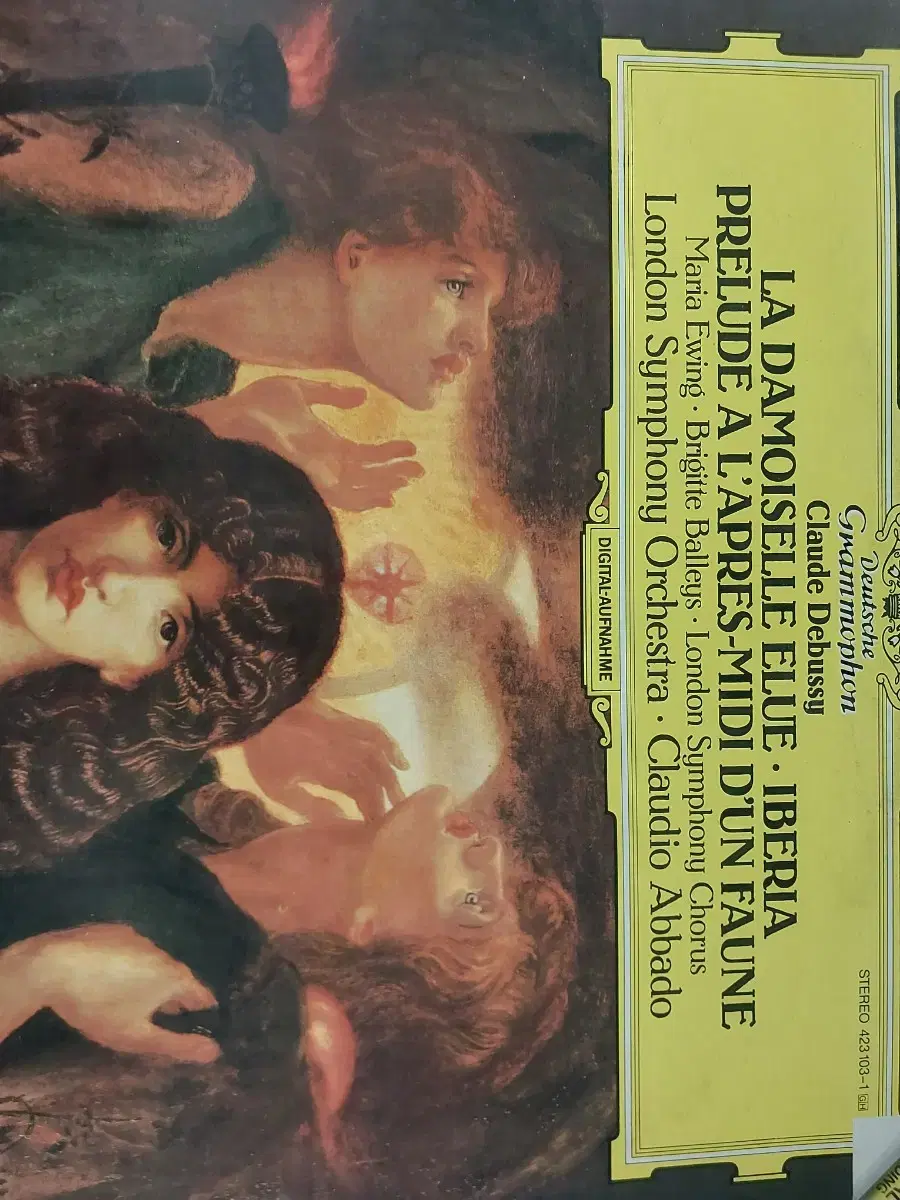 Deutsche
Grammophon
STEREO 423 103-1 GH
Claude Debussy
LA DAMOISELLE ELUE · IBERIA
PRELUDE A L'APRES-MIDI D'UN FAUNE
Maria Ewing · Brigitte Balleys · London Symphony Chorus
London Symphony Orchestra · Claudio Abbado
DIGITAL-AUFNAHME